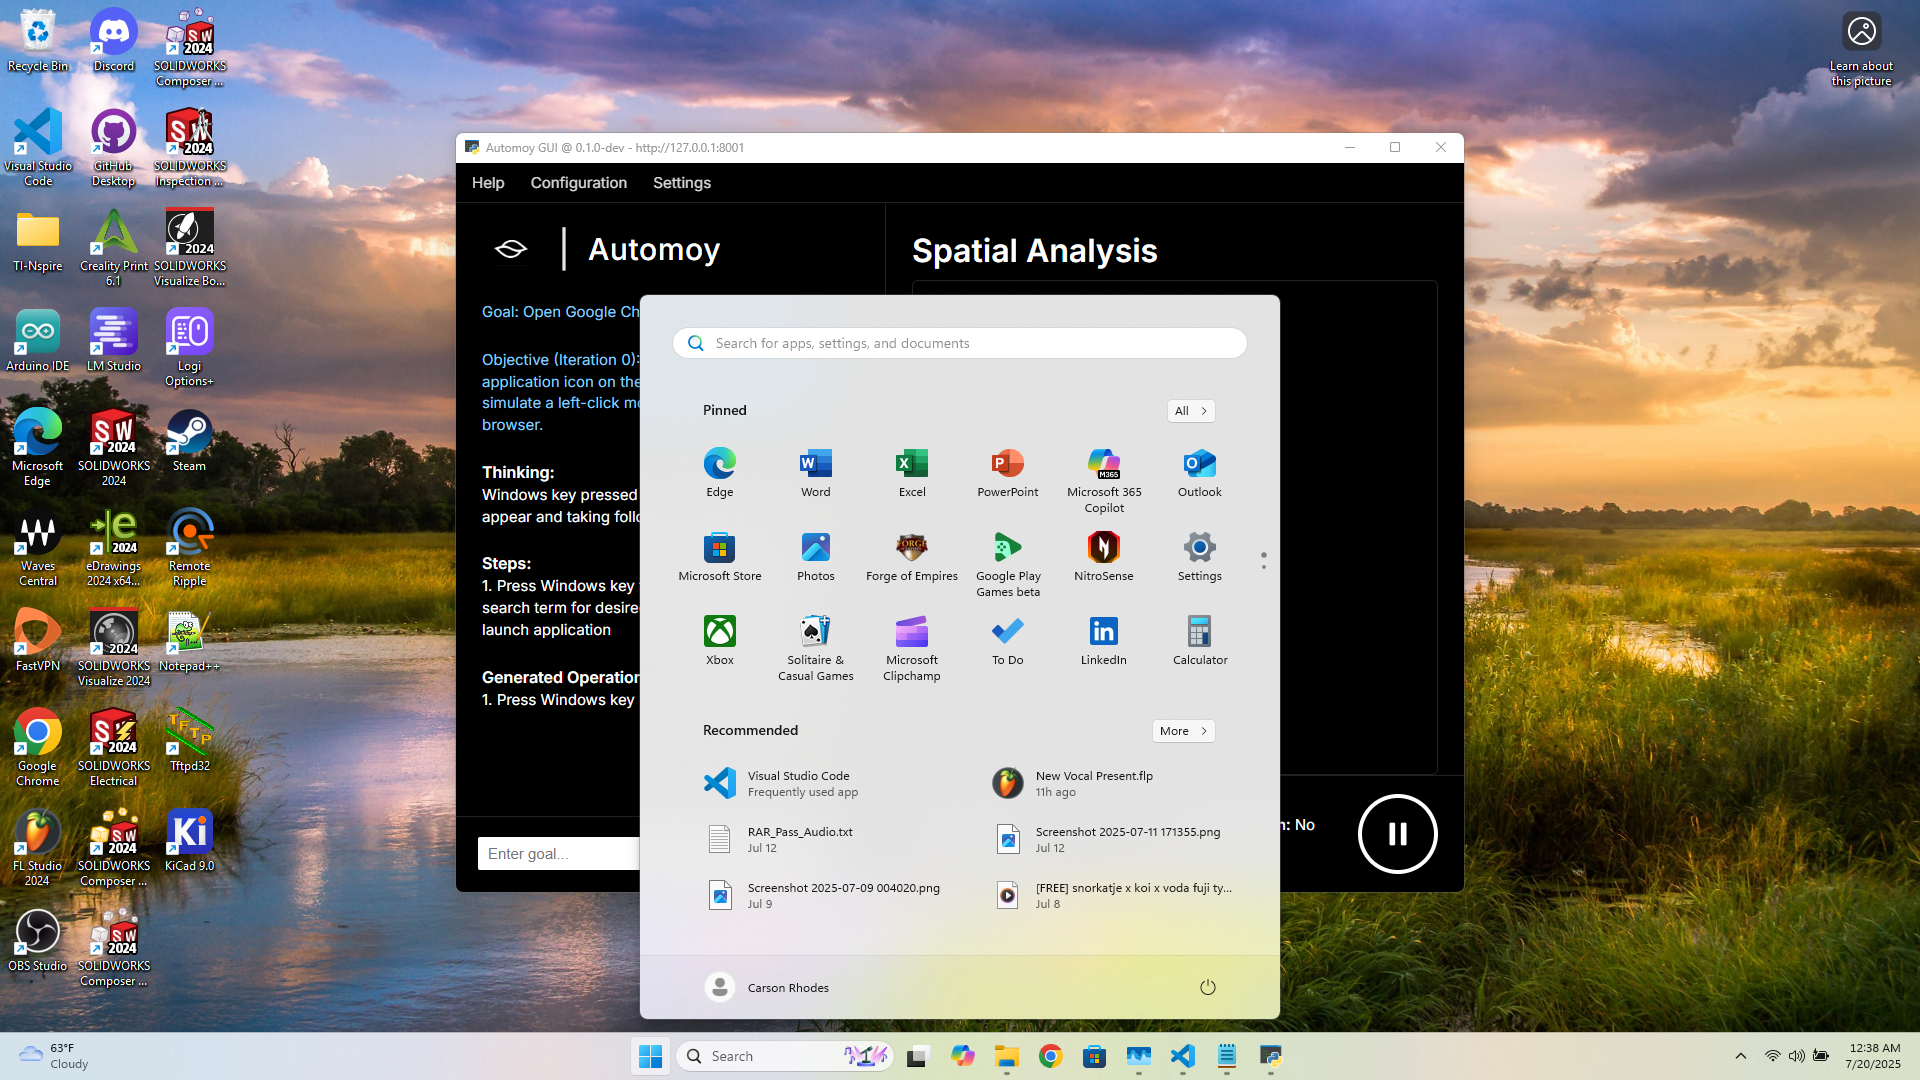 Recycle Bin
Discord
SOLIDWORKS
Composer ...
Visual Studio
Code
GitHub
Desktop
SOLIDWORKS
Inspection ...
TI-Nspire
Creality Print
6.1
SOLIDWORKS
Visualize Bo...
Arduino IDE
LM Studio
Logi
Options+
Microsoft
Edge
SOLIDWORKS
2024
Steam
Waves
Central
eDrawings
2024 x64...
Remote
Ripple
FastVPN
SOLIDWORKS
Visualize 2024
Notepad++
Google
Chrome
SOLIDWORKS
Electrical
Tftpd32
FL Studio
2024
SOLIDWORKS
Composer ...
KiCad 9.0
OBS Studio
SOLIDWORKS
Composer ...
Learn about
this picture
Automoy GUI @ 0.1.0-dev - http://127.0.0.1:8001
Help Configuration Settings
Automoy
Spatial Analysis
Goal: Open Google Ch
Objective (Iteration 0):
application icon on the
simulate a left-click mo
browser.
Thinking:
Windows key pressed
appear and taking follo
Steps:
1. Press Windows key
search term for desire
launch application
Generated Operation
1. Press Windows key
Enter goal...
n: No
Search for apps, settings, and documents
Pinned
All
Edge
Word
Excel
PowerPoint
Microsoft 365
Copilot
Outlook
Microsoft Store
Photos
Forge of Empires
Google Play
Games beta
NitroSense
Settings
Xbox
Solitaire &
Casual Games
Microsoft
Clipchamp
To Do
LinkedIn
Calculator
Recommended
More
Visual Studio Code
Frequently used app
New Vocal Present.flp
11h ago
RAR_Pass_Audio.txt
Jul 12
Screenshot 2025-07-11 171355.png
Jul 12
Screenshot 2025-07-09 004020.png
Jul 9
[FREE] snorkatje x koi x voda fuji ty...
Jul 8
Carson Rhodes
63°F
Cloudy
Search
12:38 AM
7/20/2025